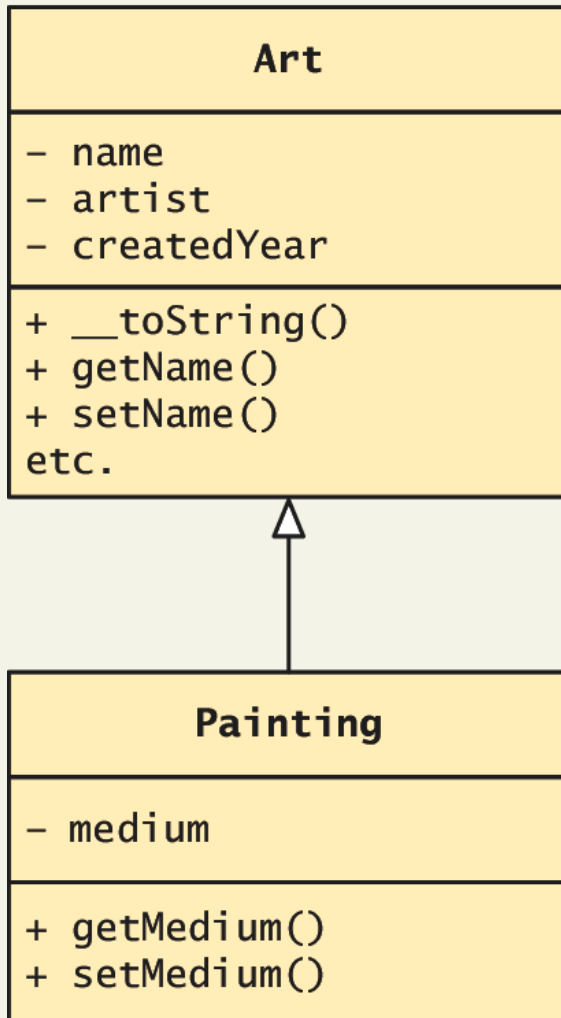 Art
- name
- artist
- createdYear
+ __toString()
+ getName()
+ setName()
etc.
Painting
- medium
+ getMedium()
+ setMedium()